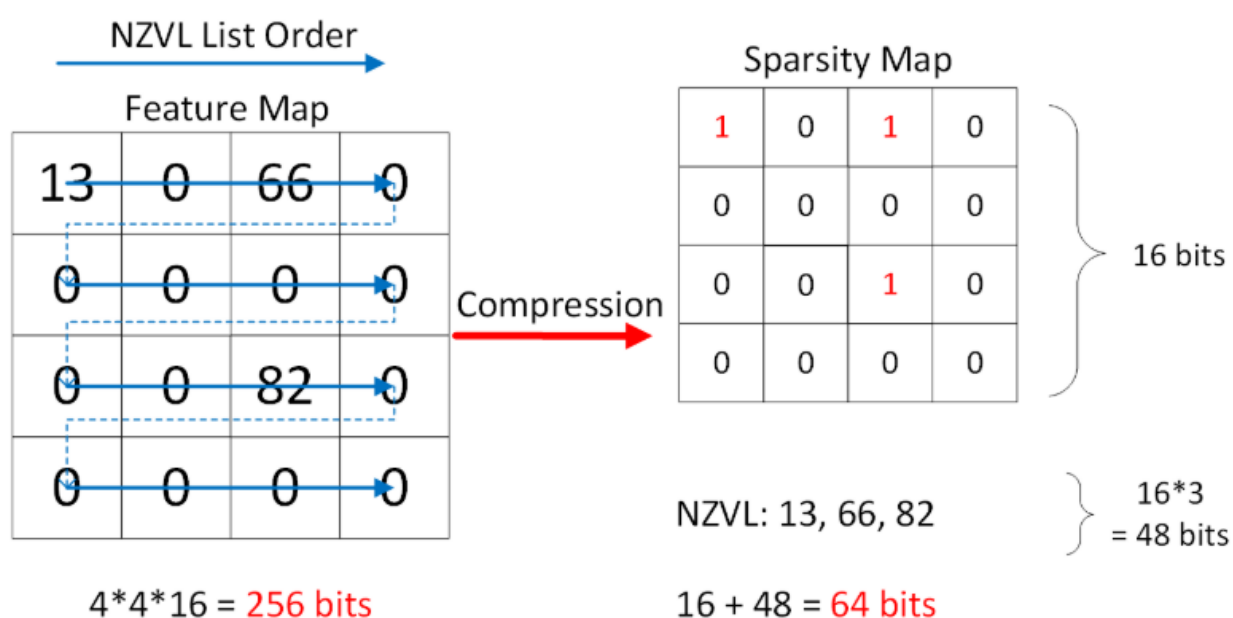 NZVL List Order
Feature Map
13 0 66 0
0 0 0 0
0 0 82 0
0 0 0 0
4*4*16 = 256 bits
Compression
Sparsity Map
1 0 1 0
0 0 0 0
0 0 1 0
0 0 0 0
16 bits
NZVL: 13, 66, 82
16*3
= 48 bits
16 + 48 = 64 bits